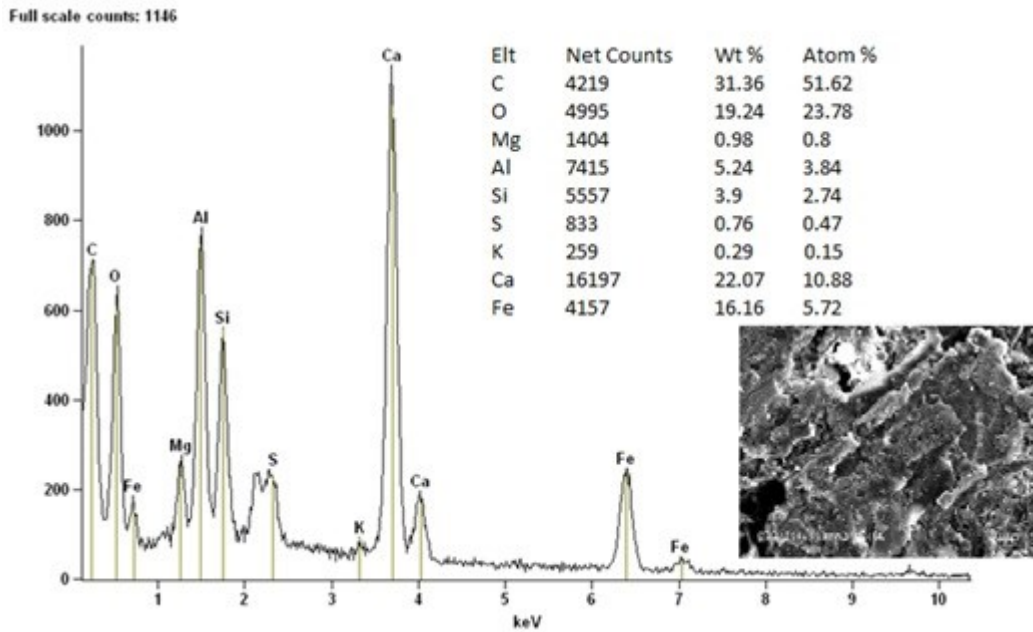 Full scale counts: 1146
Elt Net Counts Wt % Atom %
C 4219 31.36 51.62
O 4995 19.24 23.78
Mg 1404 0.98 0.8
Al 7415 5.24 3.84
Si 5557 3.9 2.74
S 833 0.76 0.47
K 259 0.29 0.15
Ca 16197 22.07 10.88
Fe 4157 16.16 5.72
Ca
1000
Al
800
C
O
Si
600
400
Mg
S
Fe
Fe
Ca
200
K
Fe
0
1 2 3 4 5 6 7 8 9 10
keV